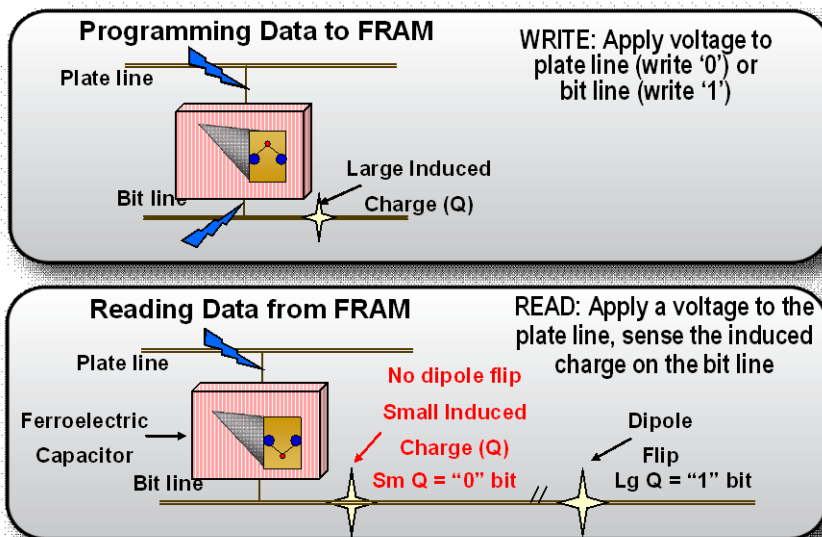 Programming Data to FRAM
WRITE: Apply voltage to
plate line (write ‘0’) or
bit line (write ‘1’)
Plate line
Bit line
Large Induced
Charge (Q)
Reading Data from FRAM
READ: Apply a voltage to the
plate line, sense the induced
charge on the bit line
Plate line
Ferroelectric
Capacitor
Bit line
No dipole flip
Small Induced
Charge (Q)
Sm Q = “0” bit
Dipole
Flip
Lg Q = “1” bit